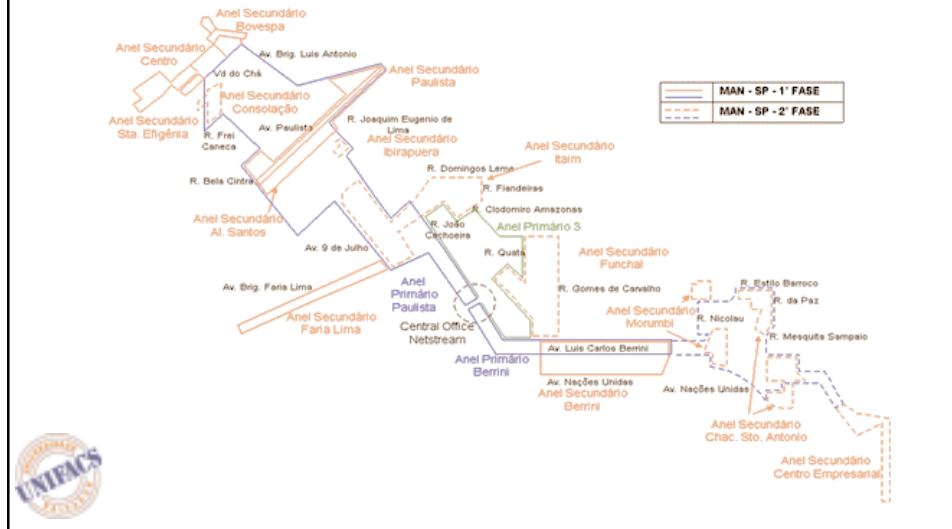 Anel Secundário
Bovespa
Anel Secundário
Centro
Av. Brig. Luis Antonio
Vd do Chá
Anel Secundário
Paulista
Anel Secundário
Consolação
MAN - SP - 1ª FASE
MAN - SP - 2ª FASE
Anel Secundário
Sta. Efigênia
Av. Paulista
R. Joaquim Eugenio de
Lima
R. Frei
Caneca
Anel Secundário
Ibirapuera
Anel Secundário
Itaim
R. Domingos Leme
R. Bela Cintra
R. Fiandeiras
Anel Secundário
Al. Santos
R. Clodomiro Amazonas
R. João
Cachoeira
Anel Primário 3
Av. 9 de Julho
R. Quata
Anel Secundário
Funchal
Av. Brig. Faria Lima
Anel
Primário
Paulista
R. Gomes de Carvalho
R. Estilo Barroco
R. da Paz
Anel Secundário
Faria Lima
Anel Secundário
Morumbi
R. Nicolau
Central Office
Netstream
R. Mesquita Sampaio
Anel Primário
Berrini
Av. Luis Carlos Berrini
Av. Nações Unidas
Av. Nações Unidas
Anel Secundário
Berrini
Anel Secundário
Chac. Sto. Antonio
Anel Secundário
Centro Empresarial
UNIFACS